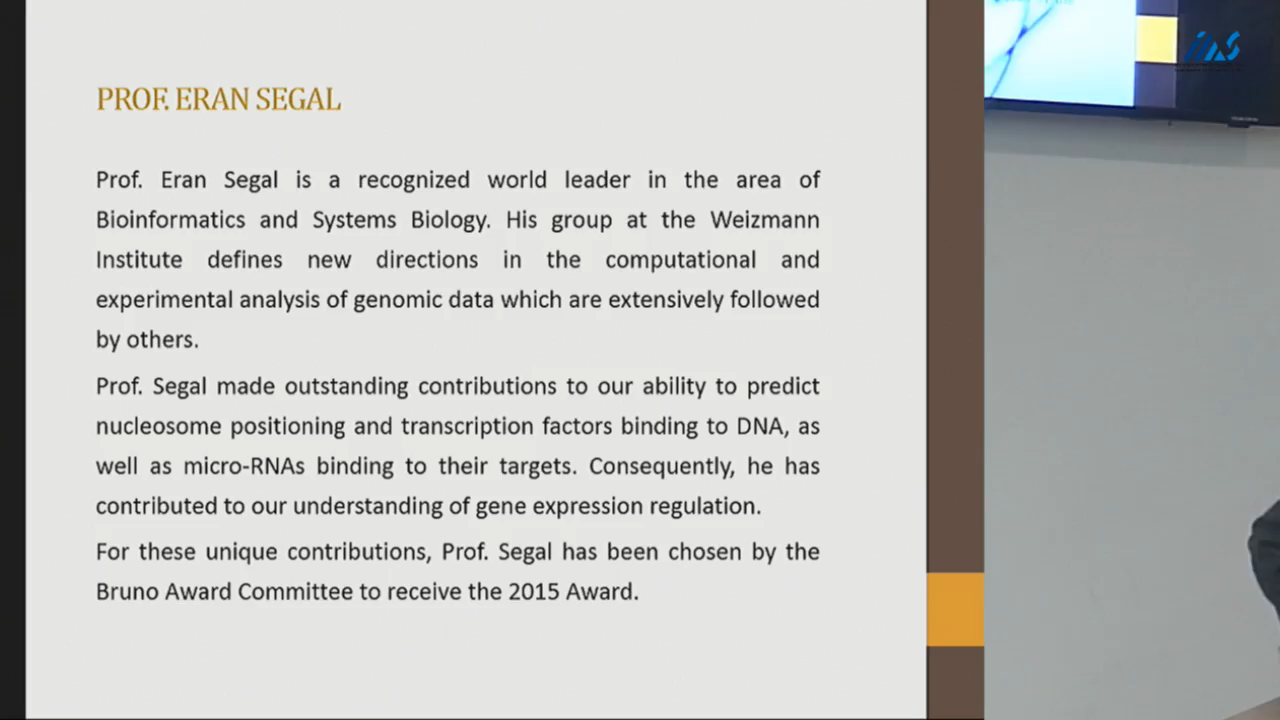 PROF. ERAN SEGAL
Prof. Eran Segal is a recognized world leader in the area of
Bioinformatics and Systems Biology. His group at the Weizmann
Institute defines new directions in the computational and
experimental analysis of genomic data which are extensively followed
by others.
Prof. Segal made outstanding contributions to our ability to predict
nucleosome positioning and transcription factors binding to DNA, as
well as micro-RNAs binding to their targets. Consequently, he has
contributed to our understanding of gene expression regulation.
For these unique contributions, Prof. Segal has been chosen by the
Bruno Award Committee to receive the 2015 Award.